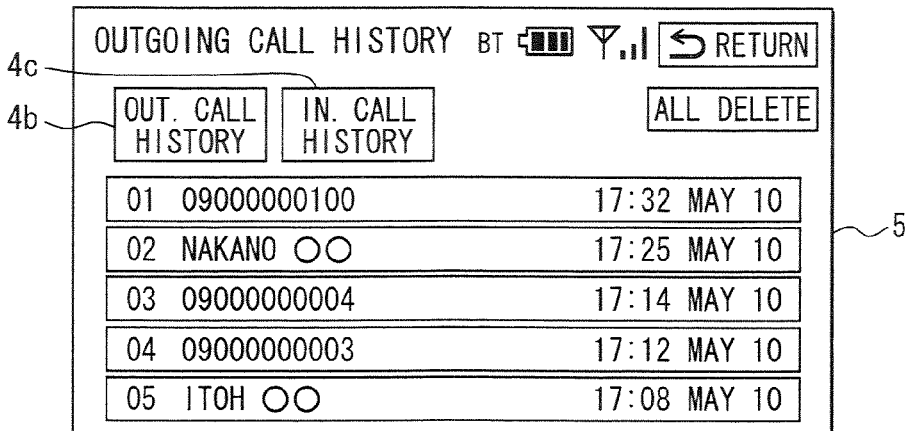 OUTGOING CALL HISTORY BT RETURN
4c
4b
OUT. CALL HISTORY
IN. CALL HISTORY
ALL DELETE
01 09000000100 17:32 MAY 10
02 NAKANO ○○ 17:25 MAY 10
5
03 09000000004 17:14 MAY 10
04 09000000003 17:12 MAY 10
05 ITOH ○○ 17:08 MAY 10